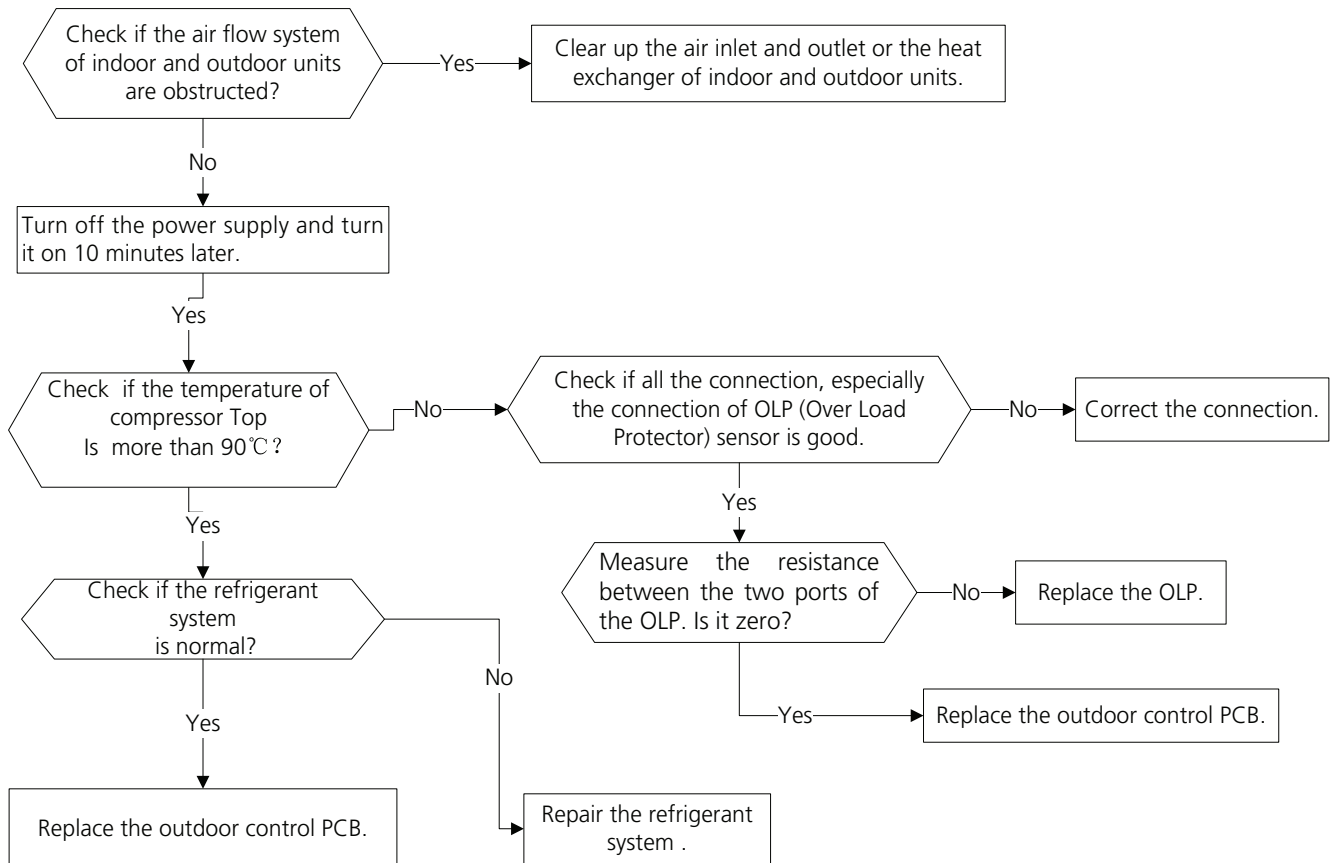 Check if the air flow system
of indoor and outdoor units
are obstructed?
Yes
Clear up the air inlet and outlet or the heat
exchanger of indoor and outdoor units.
No
Turn off the power supply and turn
it on 10 minutes later.
Yes
Check if the temperature of
compressor Top
Is more than 90℃?
No
Check if all the connection, especially
the connection of OLP (Over Load
Protector) sensor is good.
No
Correct the connection.
Yes
Yes
Measure the resistance
between the two ports of
the OLP. Is it zero?
No
Replace the OLP.
Check if the refrigerant
system
is normal?
No
Yes
Yes
Replace the outdoor control PCB.
Replace the outdoor control PCB.
Repair the refrigerant
system .